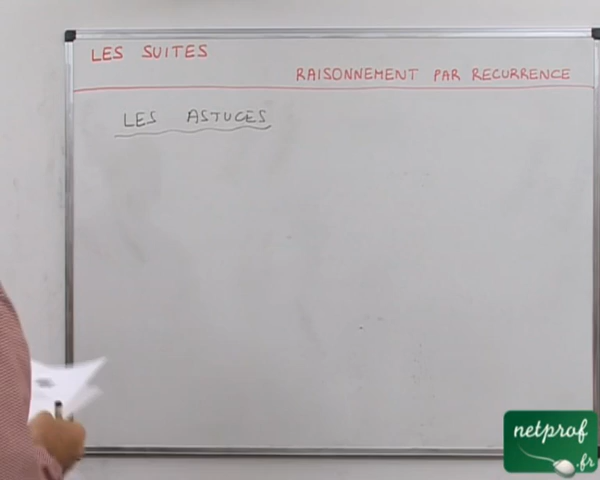 LES SUITES
RAISONNEMENT PAR RECURRENCE
LES ASTUCES
netprof
.fr